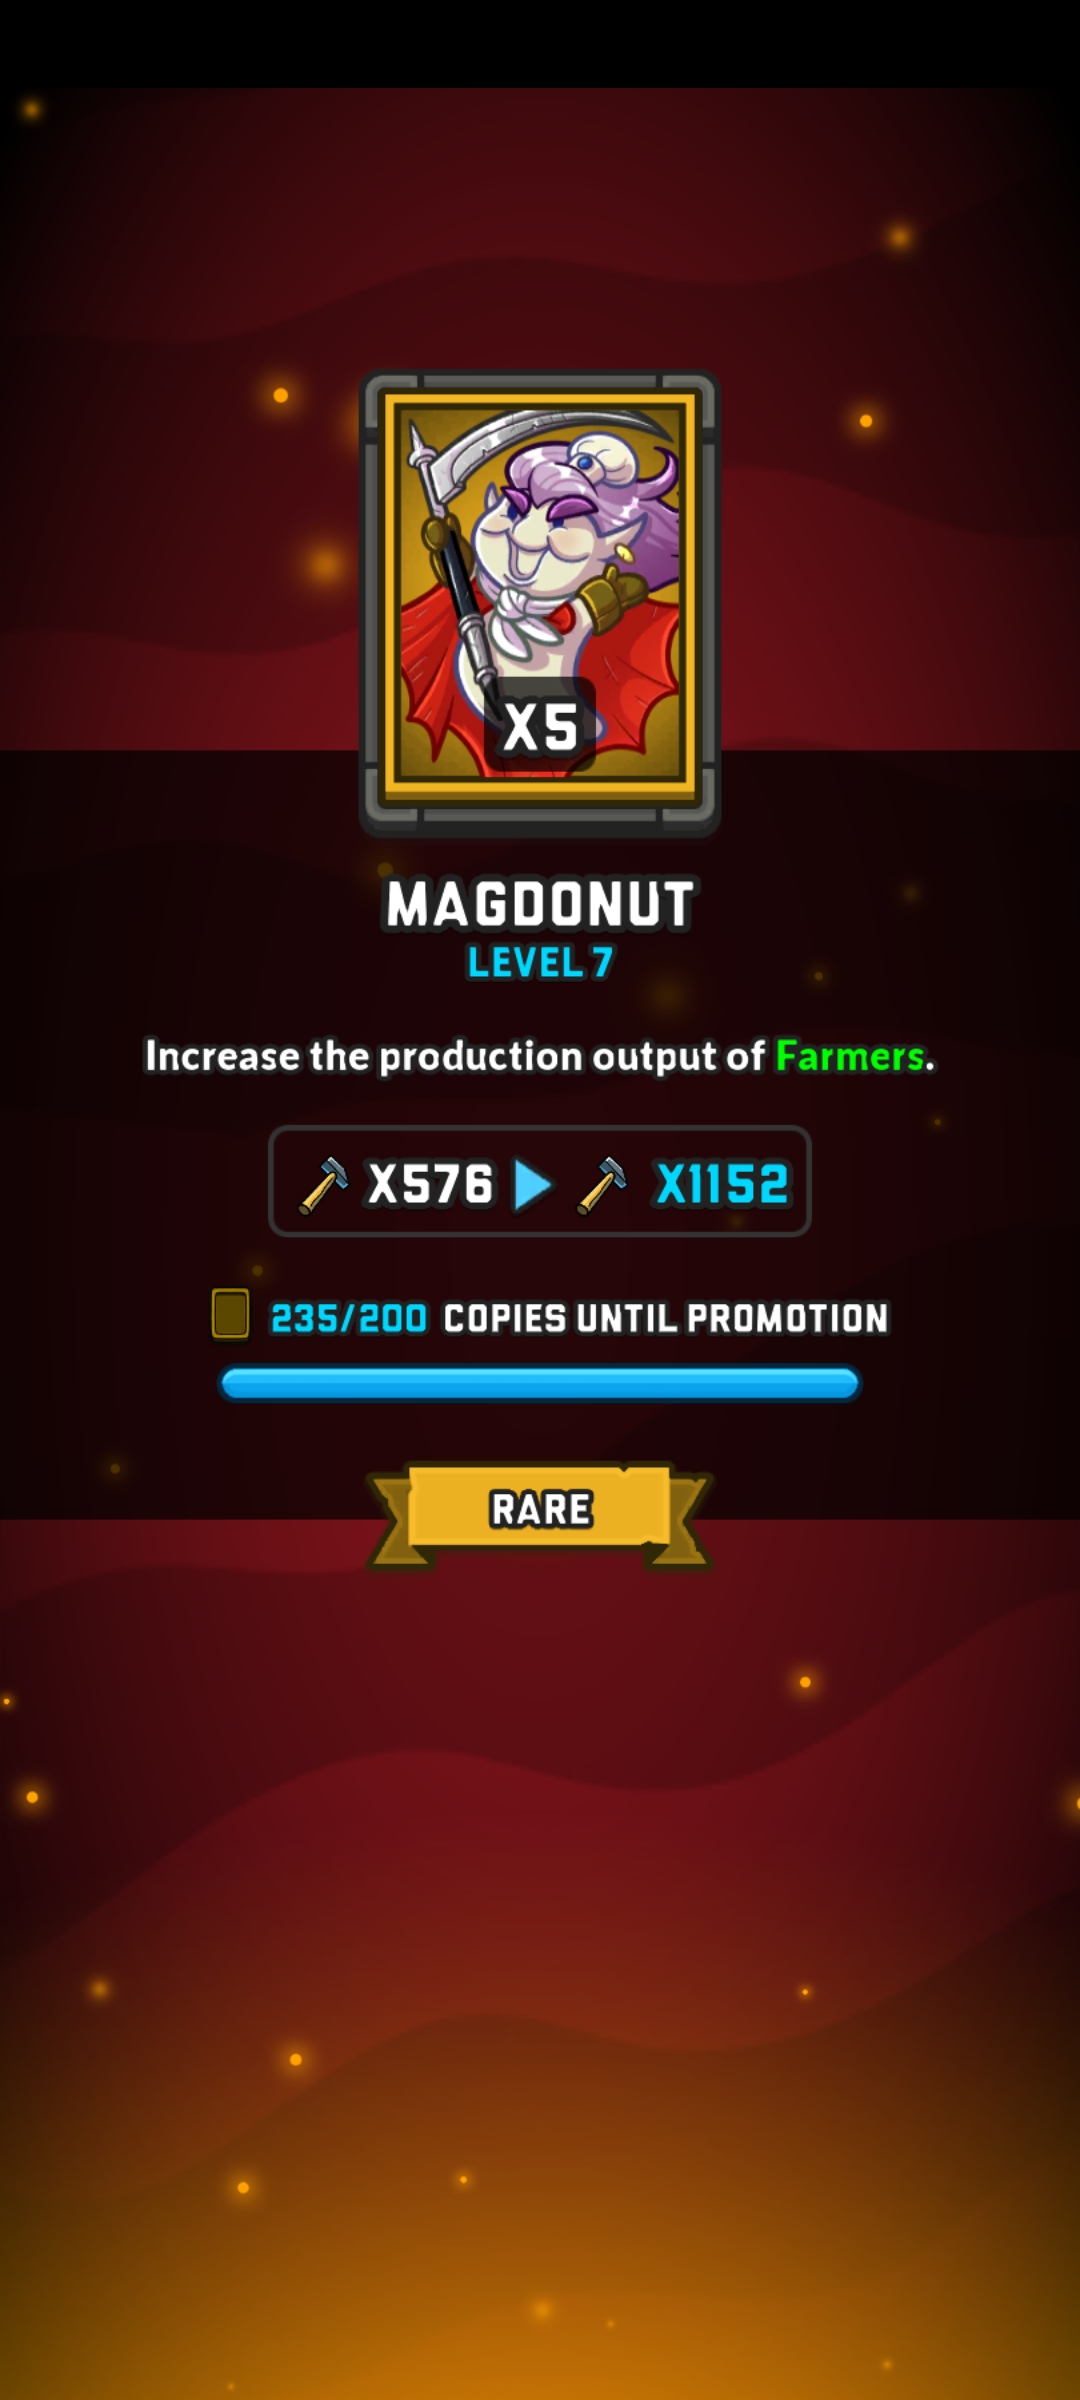 X5
MAGDONUT
LEVEL 7
Increase the production output of Farmers.
X576 X1152
235/200 COPIES UNTIL PROMOTION
RARE